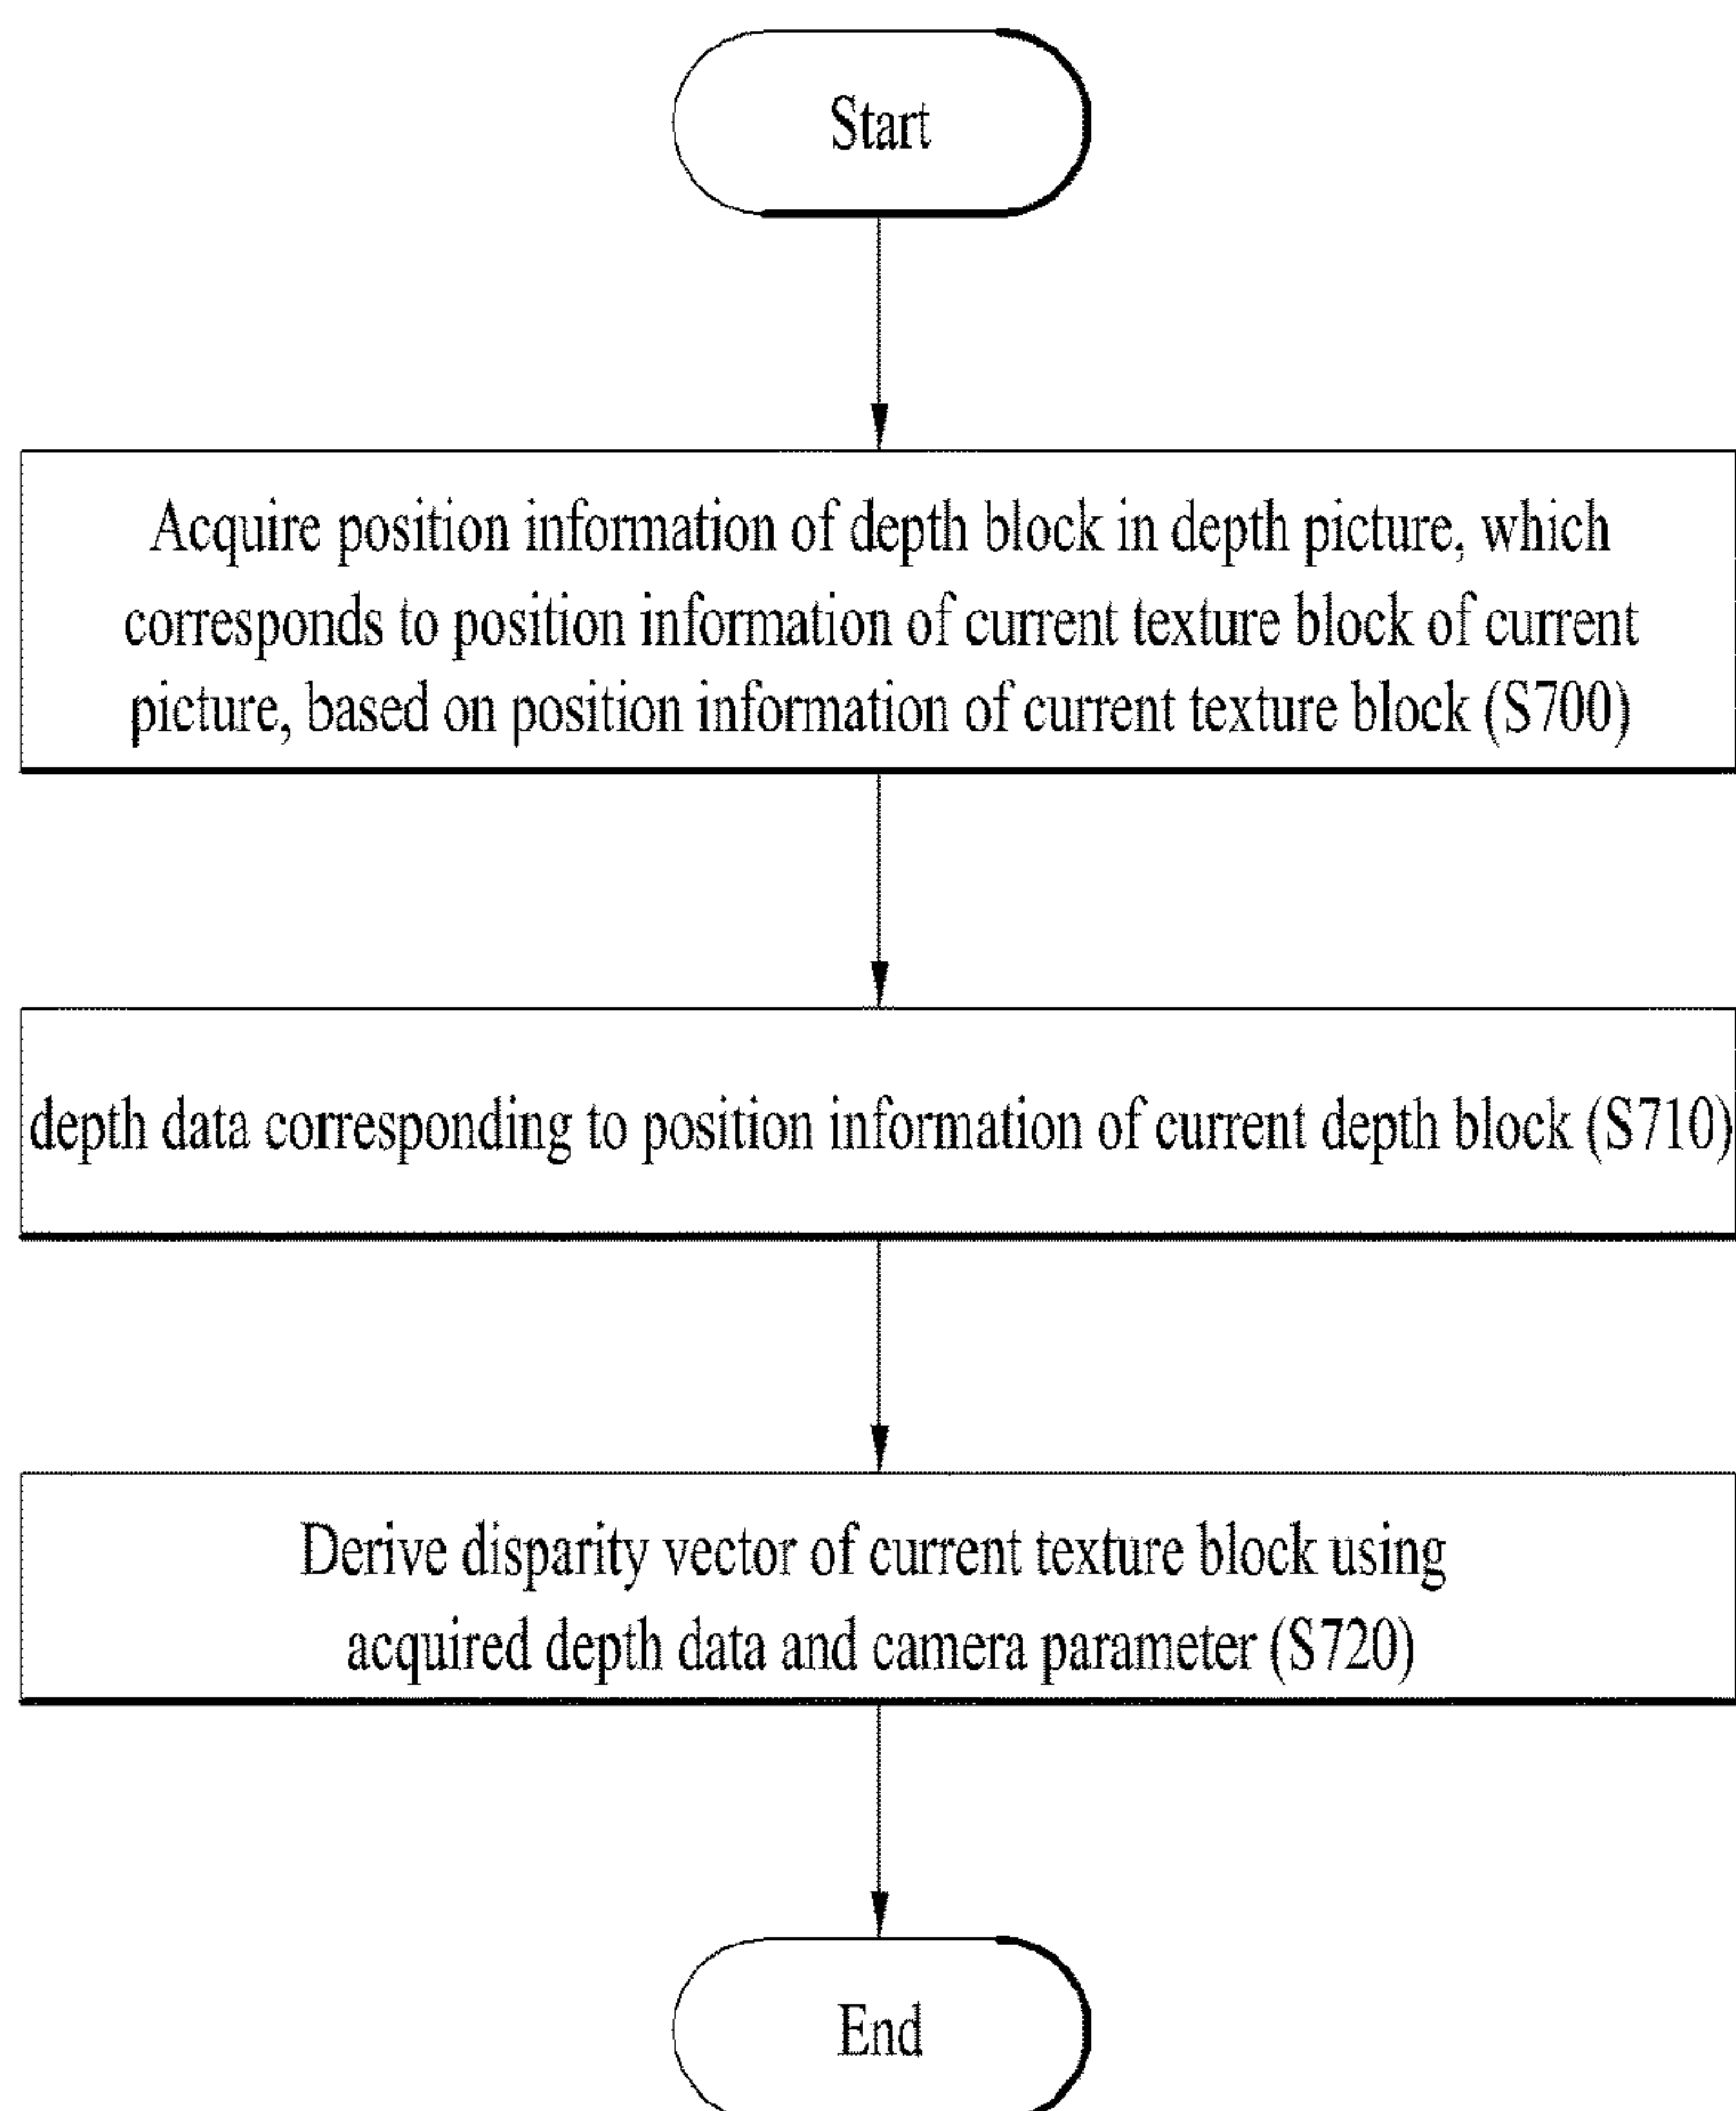 Start
Acquire position information of depth block in depth picture, which
corresponds to position information of current texture block of current
picture, based on position information of current texture block (S700)
depth data corresponding to position information of current depth block (S710)
Derive disparity vector of current texture block using
acquired depth data and camera parameter (S720)
End